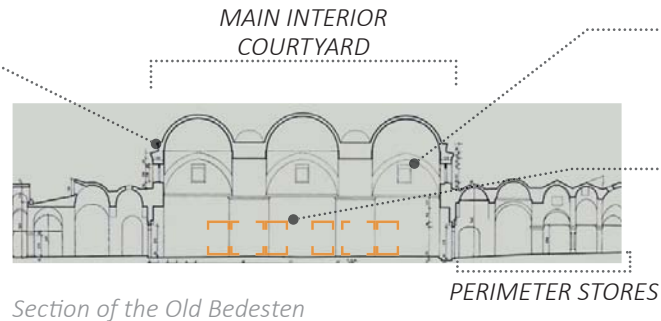 MAIN INTERIOR
COURTYARD
PERIMETER STORES
Section of the Old Bedesten